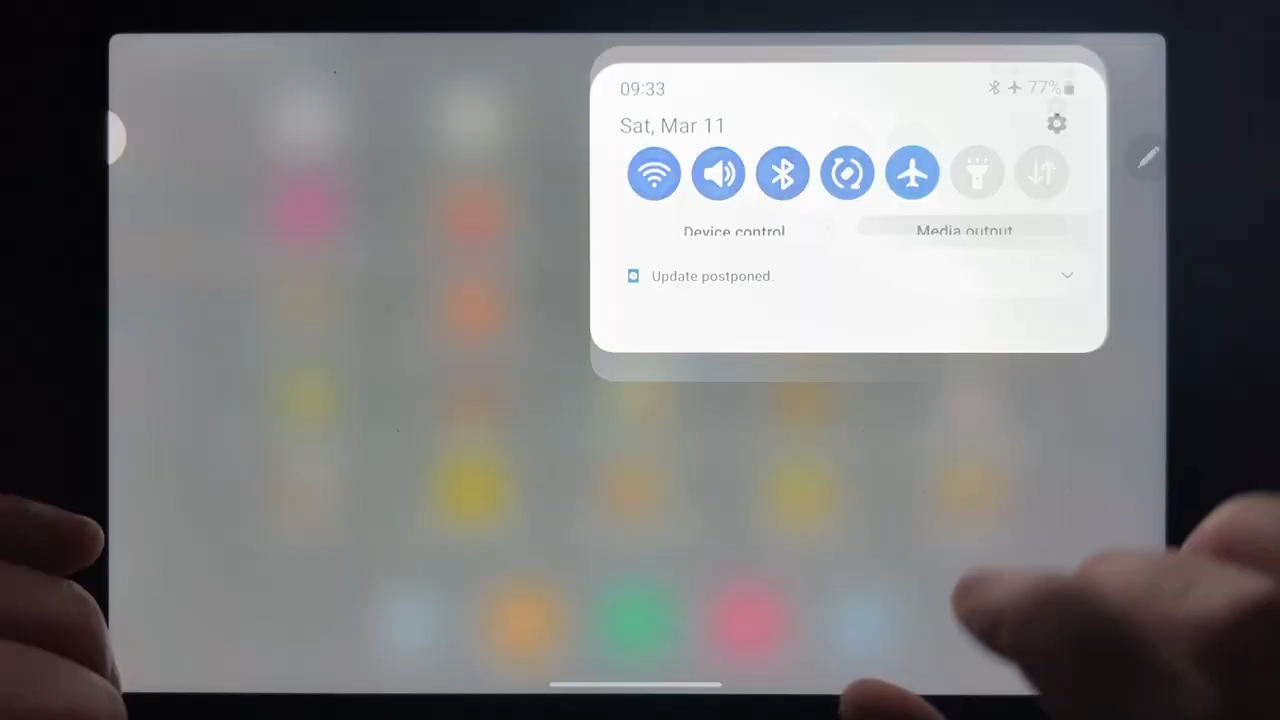 09:33
77%
Sat, Mar 11
Device control
Media output
Update postponed.